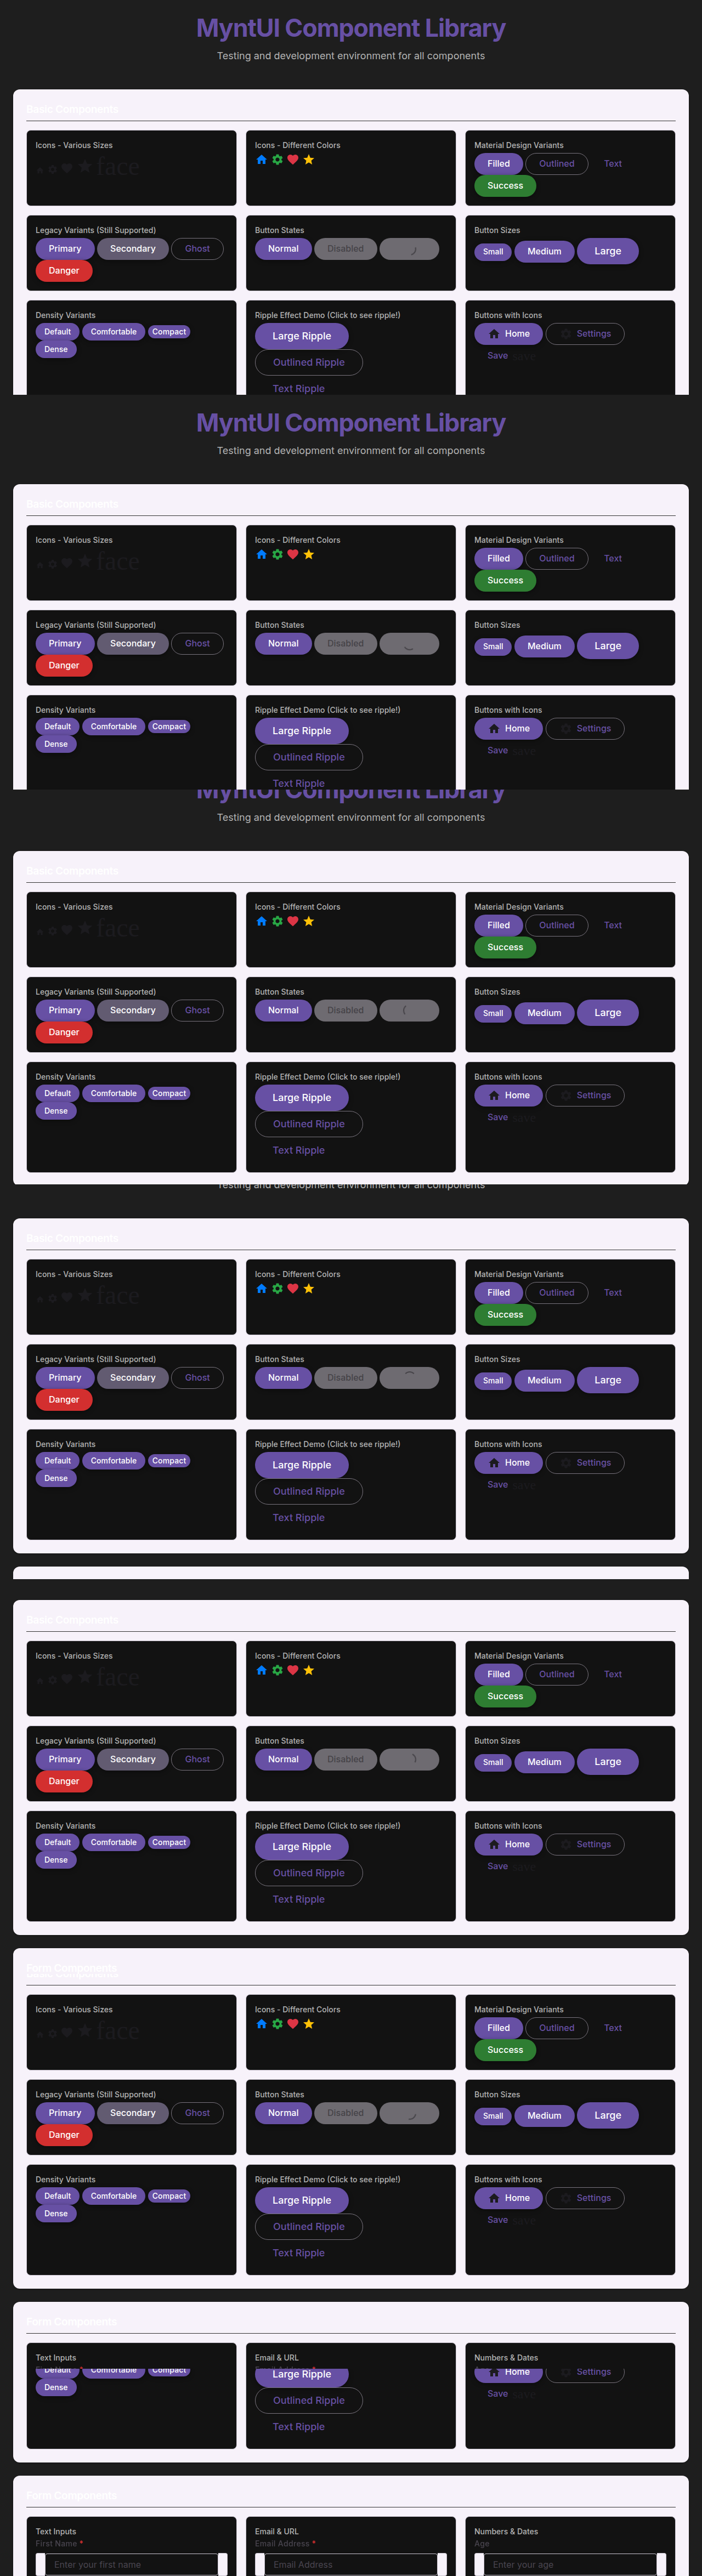 MyntUI Component Library
Testing and development environment for all components
Basic Components
Icons - Various Sizes
face
Icons - Different Colors
Material Design Variants
Filled Outlined Text
Success
Legacy Variants (Still Supported)
Primary Secondary Ghost
Danger
Button States
Normal Disabled
Button Sizes
Small Medium Large
Density Variants
Default Comfortable Compact
Dense
Ripple Effect Demo (Click to see ripple!)
Large Ripple
Outlined Ripple
Text Ripple
Buttons with Icons
Home Settings
Save save
MyntUI Component Library
Testing and development environment for all components
Basic Components
Icons - Various Sizes
face
Icons - Different Colors
Material Design Variants
Filled Outlined Text
Success
Legacy Variants (Still Supported)
Primary Secondary Ghost
Danger
Button States
Normal Disabled
Button Sizes
Small Medium Large
Density Variants
Default Comfortable Compact
Dense
Ripple Effect Demo (Click to see ripple!)
Large Ripple
Outlined Ripple
Text Ripple
Buttons with Icons
Home Settings
Save save
MyntUI Component Library
Testing and development environment for all components
Basic Components
Icons - Various Sizes
face
Icons - Different Colors
Material Design Variants
Filled Outlined Text
Success
Legacy Variants (Still Supported)
Primary Secondary Ghost
Danger
Button States
Normal Disabled
Button Sizes
Small Medium Large
Density Variants
Default Comfortable Compact
Dense
Ripple Effect Demo (Click to see ripple!)
Large Ripple
Outlined Ripple
Text Ripple
Buttons with Icons
Home Settings
Save save
Testing and development environment for all components
Basic Components
Icons - Various Sizes
face
Icons - Different Colors
Material Design Variants
Filled Outlined Text
Success
Legacy Variants (Still Supported)
Primary Secondary Ghost
Danger
Button States
Normal Disabled
Button Sizes
Small Medium Large
Density Variants
Default Comfortable Compact
Dense
Ripple Effect Demo (Click to see ripple!)
Large Ripple
Outlined Ripple
Text Ripple
Buttons with Icons
Home Settings
Save save
Basic Components
Icons - Various Sizes
face
Icons - Different Colors
Material Design Variants
Filled Outlined Text
Success
Legacy Variants (Still Supported)
Primary Secondary Ghost
Danger
Button States
Normal Disabled
Button Sizes
Small Medium Large
Density Variants
Default Comfortable Compact
Dense
Ripple Effect Demo (Click to see ripple!)
Large Ripple
Outlined Ripple
Text Ripple
Buttons with Icons
Home Settings
Save save
Form Components
Icons - Various Sizes
face
Icons - Different Colors
Material Design Variants
Filled Outlined Text
Success
Legacy Variants (Still Supported)
Primary Secondary Ghost
Danger
Button States
Normal Disabled
Button Sizes
Small Medium Large
Density Variants
Default Comfortable Compact
Dense
Ripple Effect Demo (Click to see ripple!)
Large Ripple
Outlined Ripple
Text Ripple
Buttons with Icons
Home Settings
Save save
Form Components
Text Inputs
Default Comfortable Compact
Dense
Email & URL
Large Ripple
Outlined Ripple
Text Ripple
Numbers & Dates
Home Settings
Save save
Form Components
Text Inputs
First Name *
Enter your first name
Email & URL
Email Address *
Email Address
Numbers & Dates
Age
Enter your age